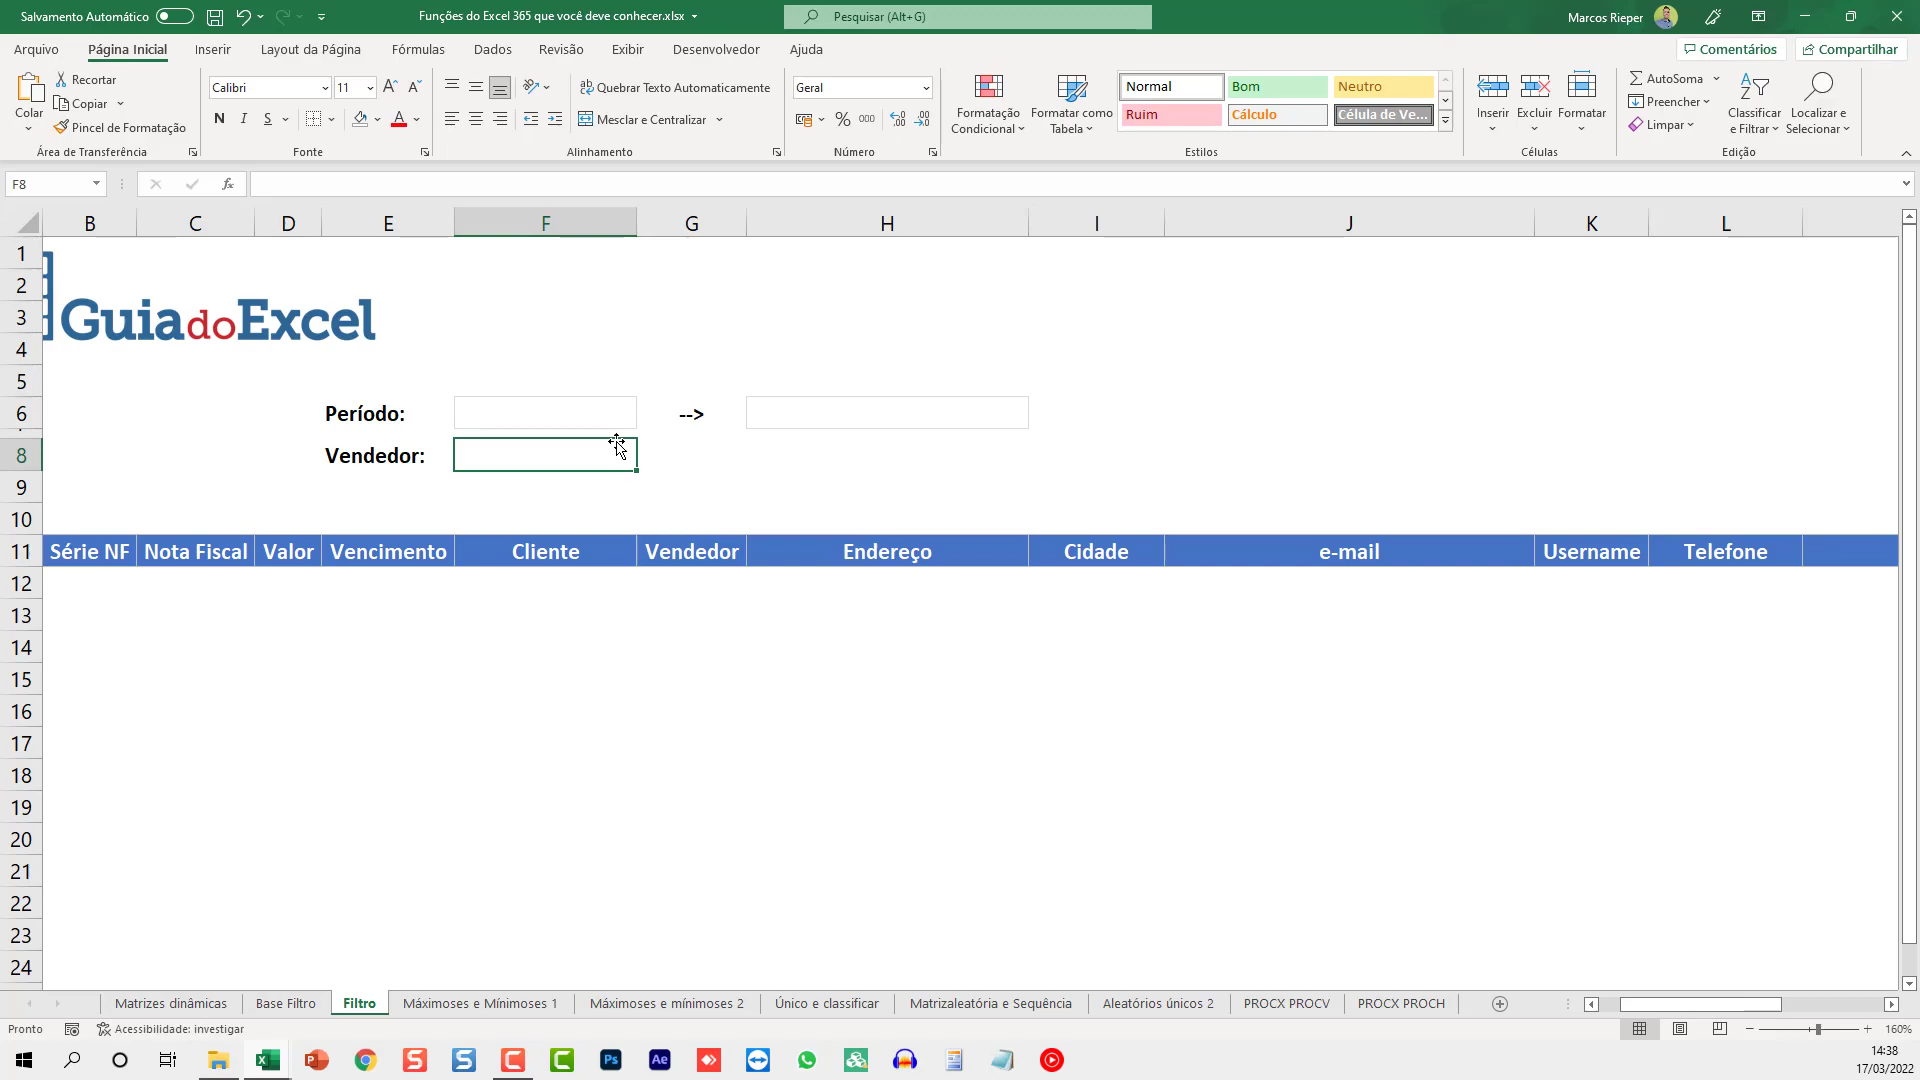 Salvamento Automático
Funções do Excel 365 que você deve conhecer.xlsx
Pesquisar (Alt+G)
Marcos Rieper
Arquivo Página Inicial Inserir Layout da Página Fórmulas Dados Revisão Exibir Desenvolvedor Ajuda
Comentários Compartilhar
Colar
Recortar
Copiar
Pincel de Formatação
Área de Transferência
Calibri 11
N I S
Fonte
Quebrar Texto Automaticamente
Mesclar e Centralizar
Alinhamento
Geral
% 000
Número
Formatação Condicional
Formatar como Tabela
Normal Bom Neutro
Ruim Cálculo Célula de Ve...
Estilos
Inserir Excluir Formatar
Células
AutoSoma
Preencher
Limpar
Classificar e Filtrar
Localizar e Selecionar
Edição
F8
fx
B C D E F G H I J K L
1
2
3
4
GuiadoExcel
5
6 Período: -->
8 Vendedor:
9
10
11 Série NF Nota Fiscal Valor Vencimento Cliente Vendedor Endereço Cidade e-mail Username Telefone
12
13
14
15
16
17
18
19
20
21
22
23
24
Matrizes dinâmicas Base Filtro Filtro Máximoses e Mínimoses 1 Máximoses e mínimoses 2 Único e classificar Matrizaleatória e Sequência Aleatórios únicos 2 PROCX PROCV PROCX PROCH
Pronto Acessibilidade: investigar 160%
Ps Ae
14:38
17/03/2022